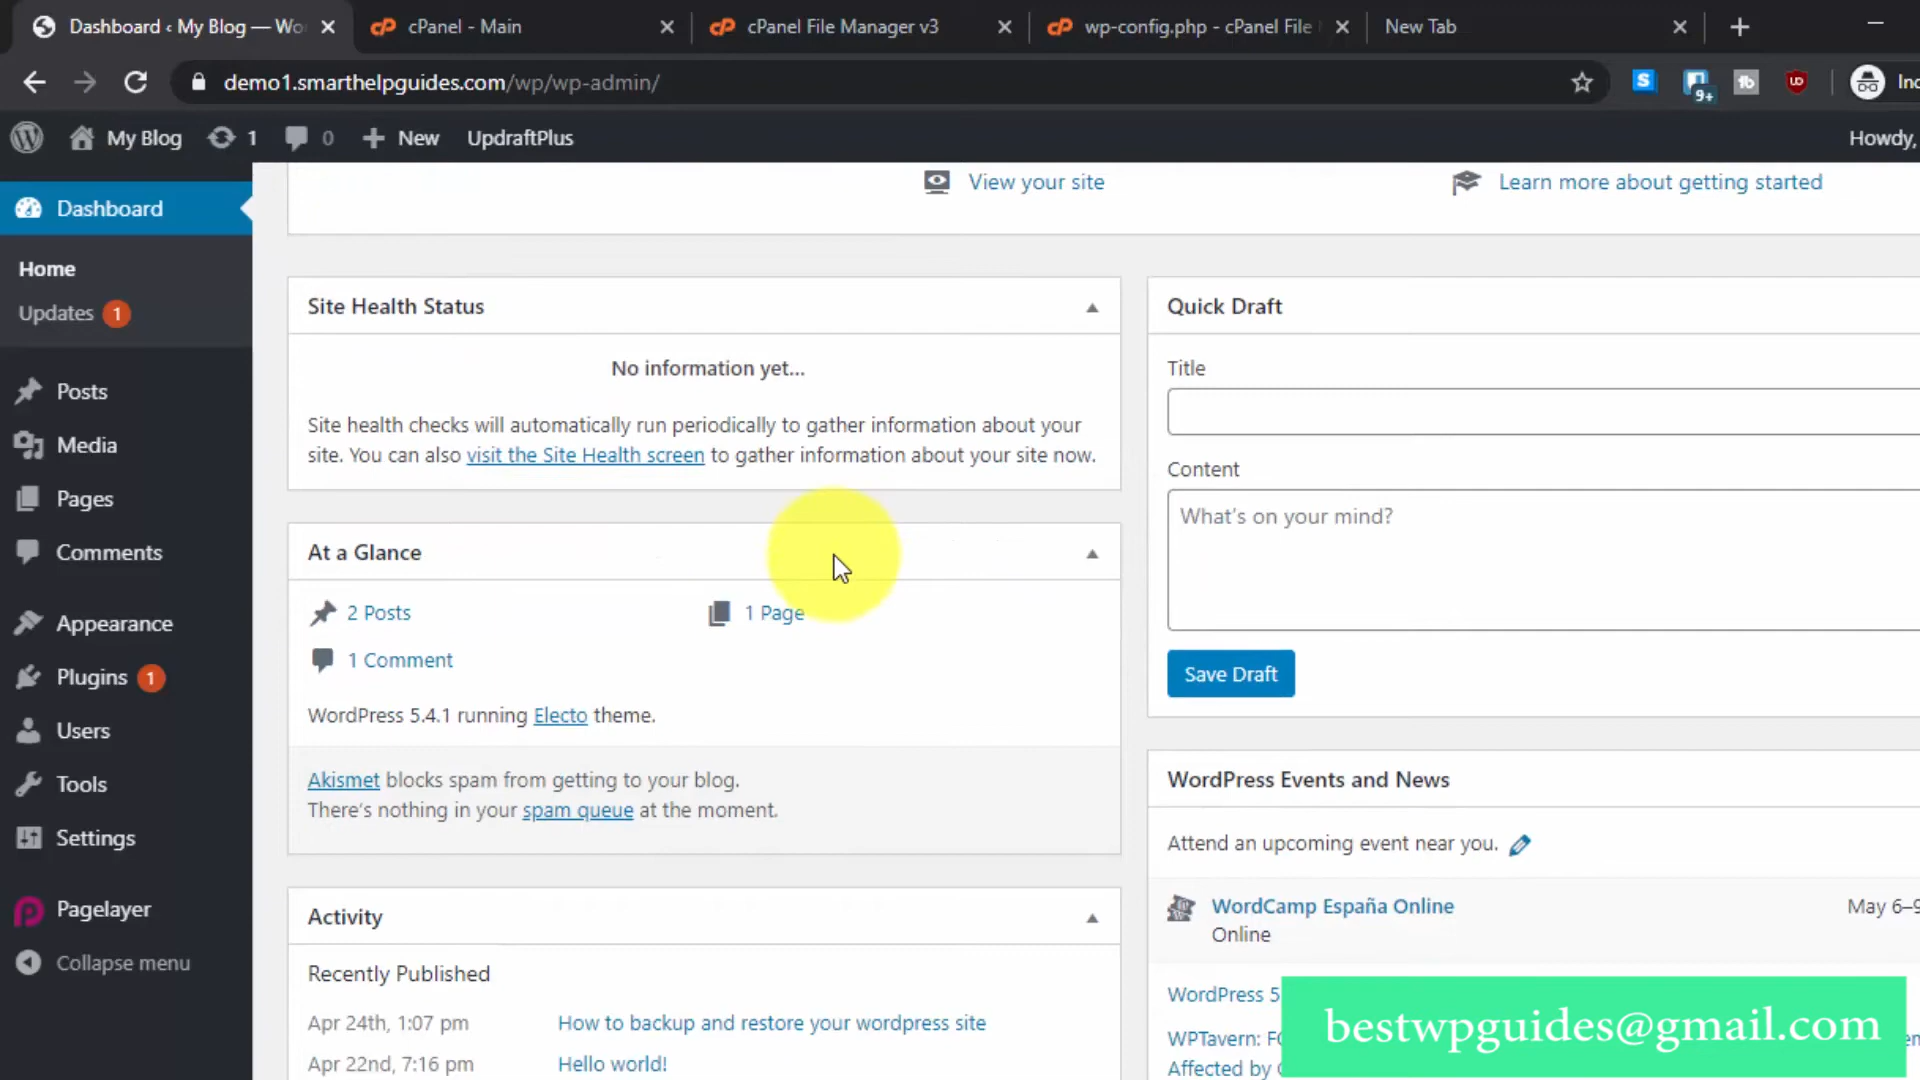 Dashboard ‹ My Blog — Wo
cPanel - Main
cPanel File Manager v3
wp-config.php - cPanel File
New Tab
demo1.smarthelpguides.com/wp/wp-admin/
9+
My Blog
1
0
New
UpdraftPlus
Howdy,
Dashboard
Home
Updates 1
Posts
Media
Pages
Comments
Appearance
Plugins 1
Users
Tools
Settings
Pagelayer
Collapse menu
View your site
Learn more about getting started
Site Health Status
No information yet...
Site health checks will automatically run periodically to gather information about your
site. You can also visit the Site Health screen to gather information about your site now.
At a Glance
2 Posts
1 Page
1 Comment
WordPress 5.4.1 running Electo theme.
Akismet blocks spam from getting to your blog.
There's nothing in your spam queue at the moment.
Activity
Recently Published
Apr 24th, 1:07 pm
How to backup and restore your wordpress site
Apr 22nd, 7:16 pm
Hello world!
Quick Draft
Title
Content
What's on your mind?
Save Draft
WordPress Events and News
Attend an upcoming event near you.
WordCamp España Online
May 6–9
Online
WordPress 5
WPTavern:
Affected by
bestwpguides@gmail.com